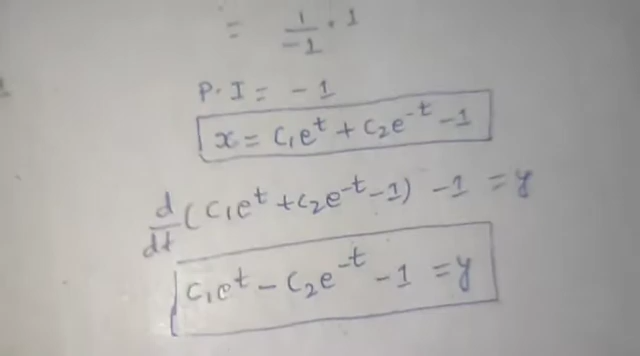 = 1/-1 · 1
P·I = -1
x = c₁eᵗ + c₂e⁻ᵗ - 1
d/dt (c₁eᵗ + c₂e⁻ᵗ - 1) - 1 = y
c₁eᵗ - c₂e⁻ᵗ - 1 = y